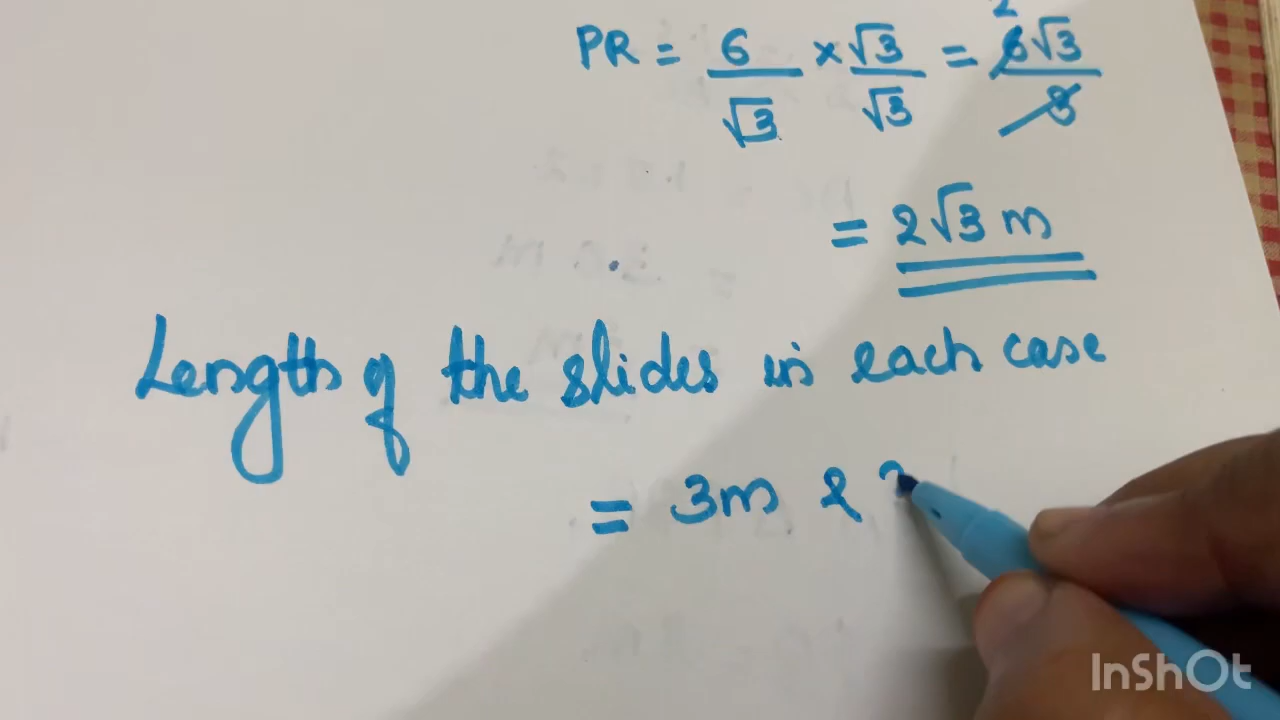 PR = 6/√3 × √3/√3 = 6√3/3 2
= 2√3 m
Length of the slides in each case
= 3m &
InShOt